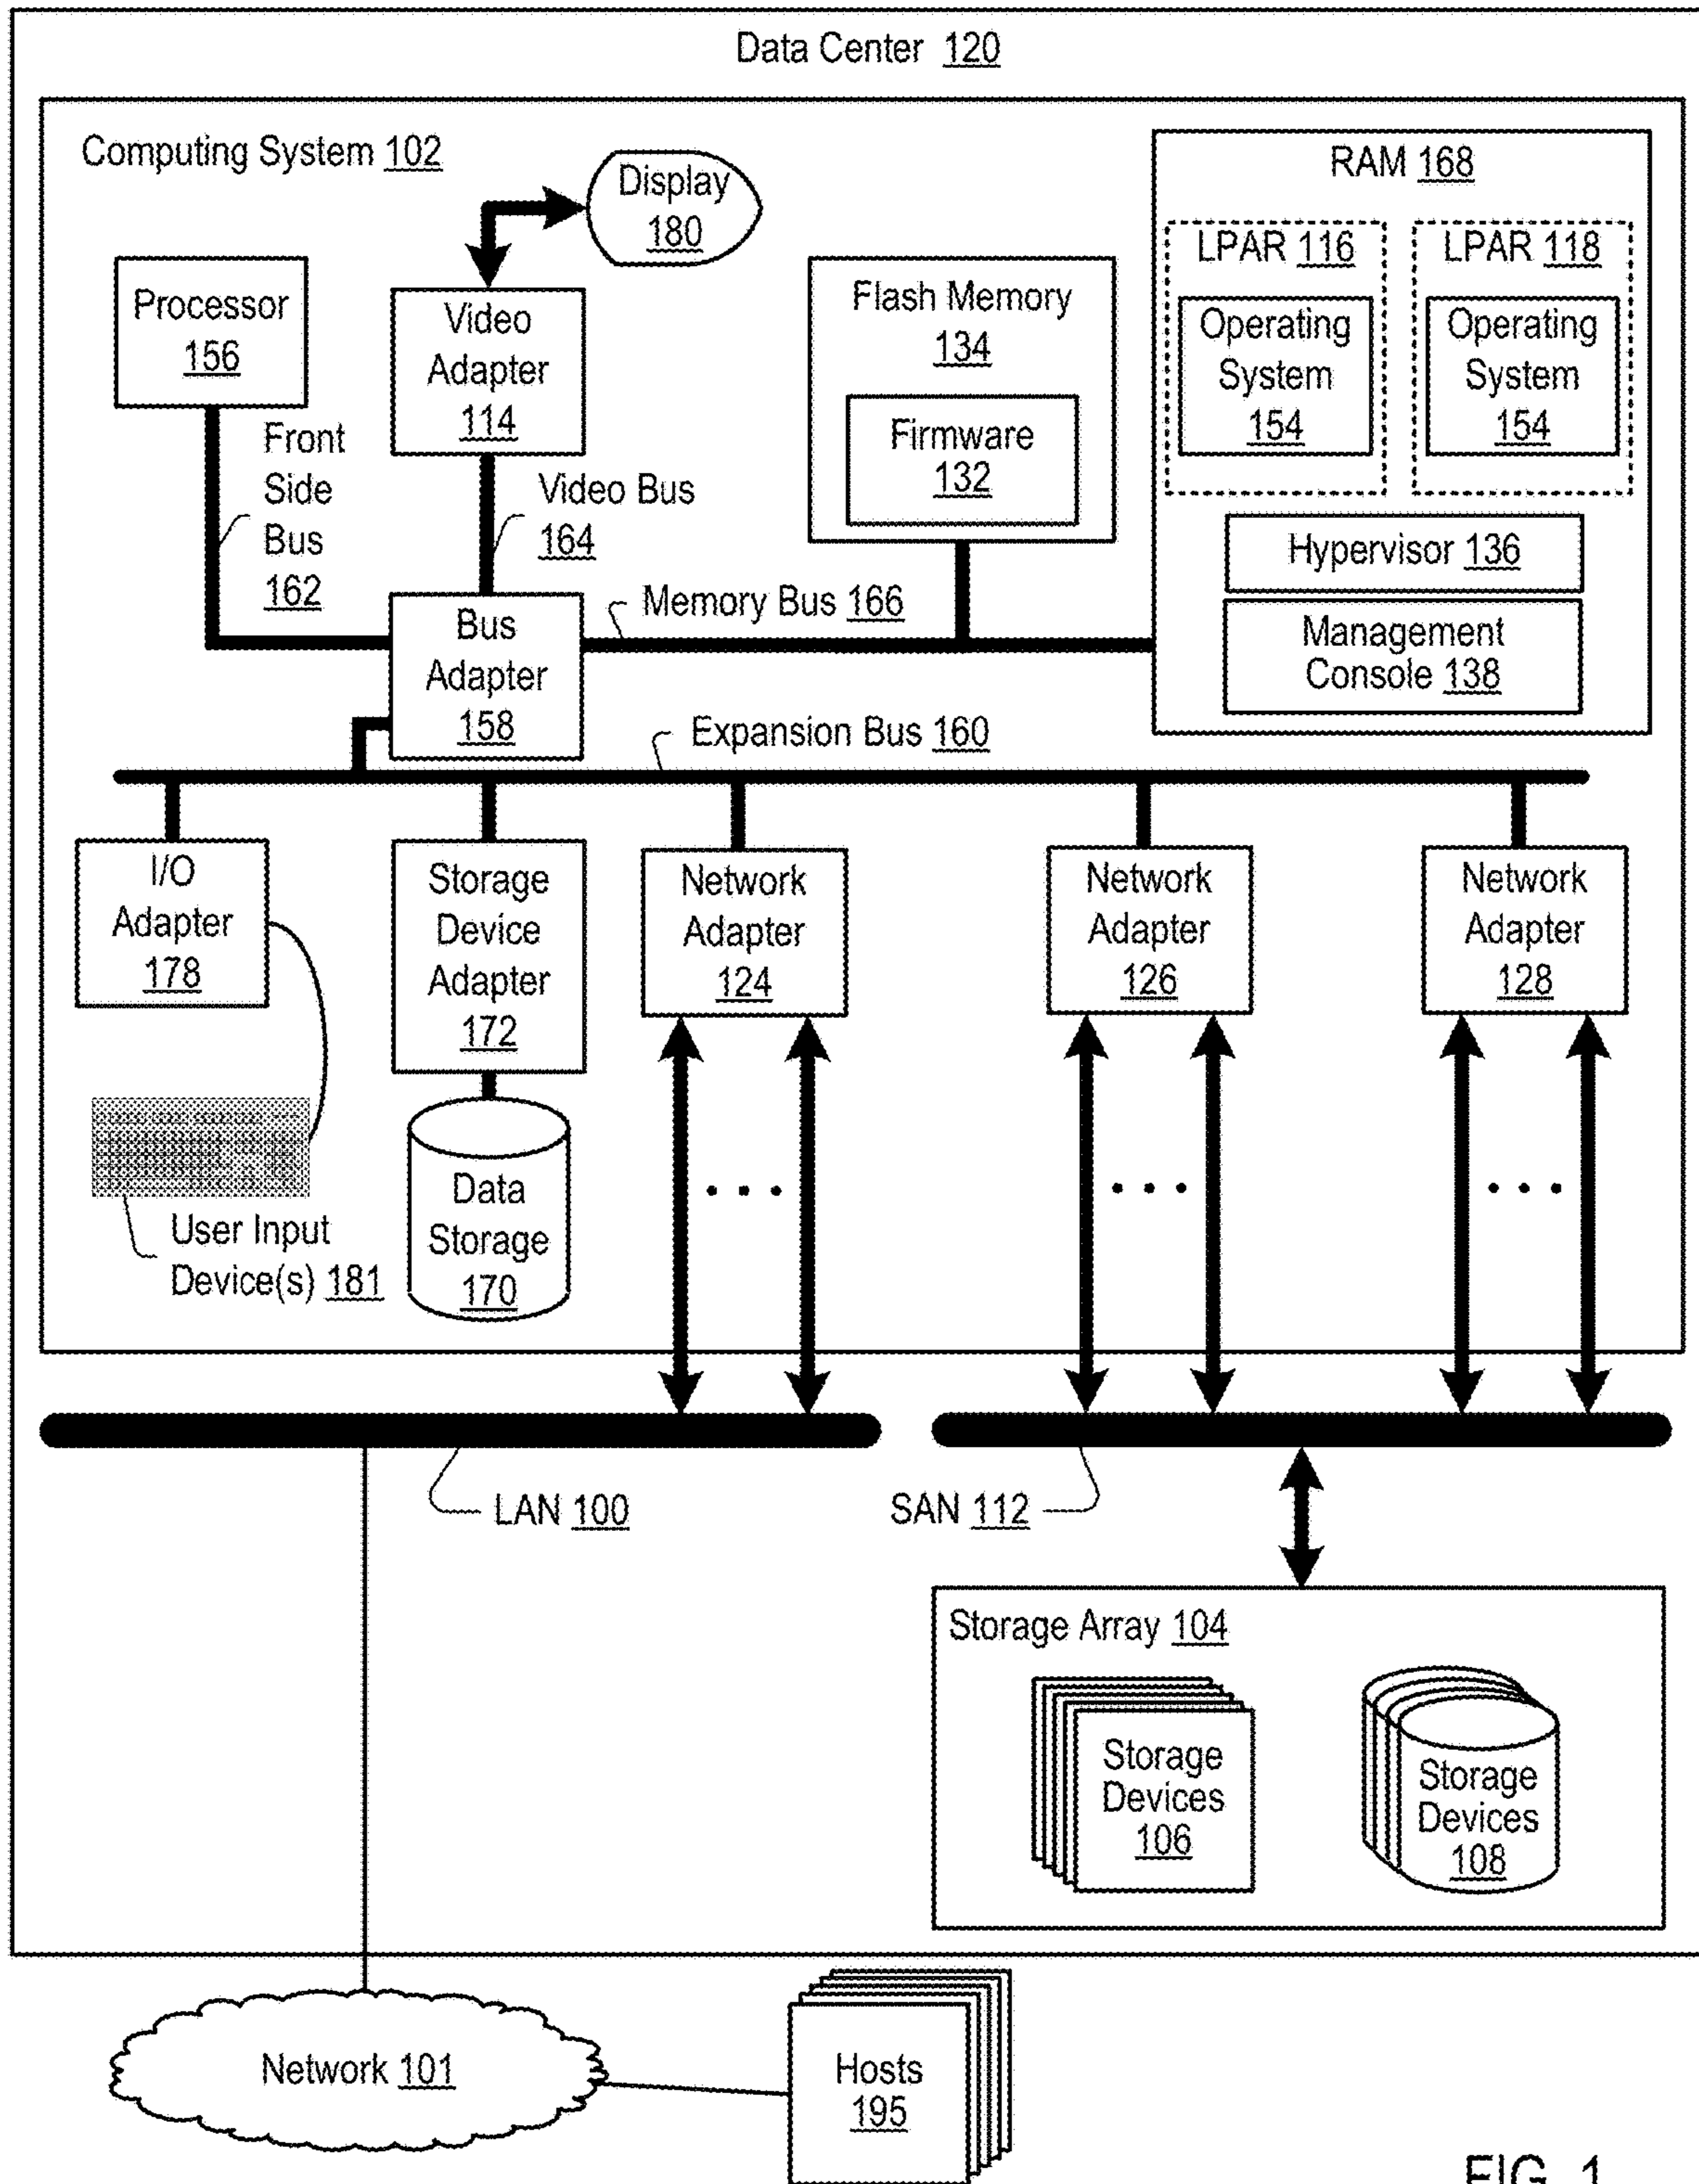 Data Center 120
Computing System 102
Display
180
RAM 168
LPAR 116
LPAR 118
Operating
System
154
Operating
System
154
Hypervisor 136
Management
Console 138
Processor
156
Video
Adapter
114
Flash Memory
134
Firmware
132
Front
Side
Bus
162
Video Bus
164
Bus
Adapter
158
Memory Bus 166
Expansion Bus 160
I/O
Adapter
178
Storage
Device
Adapter
172
Network
Adapter
124
Network
Adapter
126
Network
Adapter
128
. . .
. . .
. . .
Data
Storage
170
User Input
Device(s) 181
LAN 100
SAN 112
Storage Array 104
Storage
Devices
106
Storage
Devices
108
Network 101
Hosts
195
FIG. 1